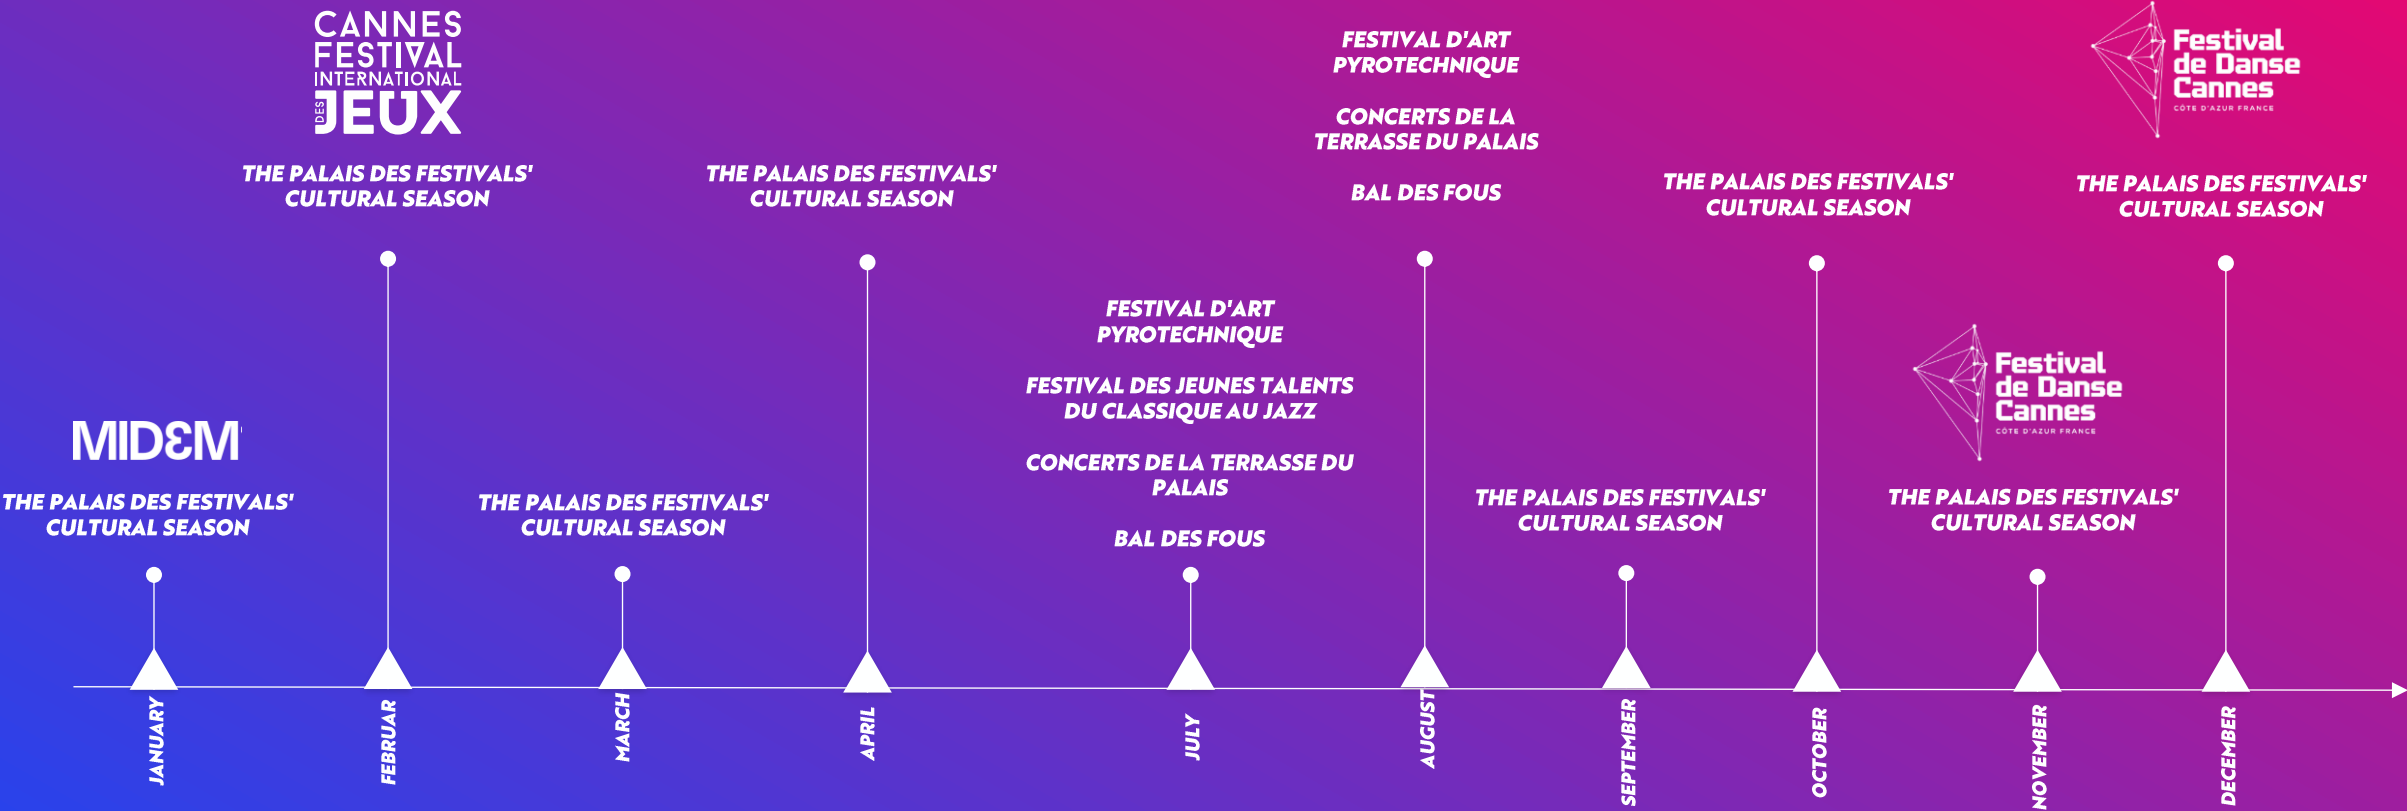 MIDƐM
THE PALAIS DES FESTIVALS'
CULTURAL SEASON
JANUARY
CANNES
FESTIVAL
INTERNATIONAL
DES JEUX
THE PALAIS DES FESTIVALS'
CULTURAL SEASON
FEBRUAR
THE PALAIS DES FESTIVALS'
CULTURAL SEASON
MARCH
THE PALAIS DES FESTIVALS'
CULTURAL SEASON
APRIL
FESTIVAL D'ART
PYROTECHNIQUE
FESTIVAL DES JEUNES TALENTS
DU CLASSIQUE AU JAZZ
CONCERTS DE LA TERRASSE DU
PALAIS
BAL DES FOUS
JULY
FESTIVAL D'ART
PYROTECHNIQUE
CONCERTS DE LA
TERRASSE DU PALAIS
BAL DES FOUS
AUGUST
THE PALAIS DES FESTIVALS'
CULTURAL SEASON
SEPTEMBER
THE PALAIS DES FESTIVALS'
CULTURAL SEASON
OCTOBER
Festival
de Danse
Cannes
CÔTE D'AZUR FRANCE
THE PALAIS DES FESTIVALS'
CULTURAL SEASON
NOVEMBER
Festival
de Danse
Cannes
CÔTE D'AZUR FRANCE
THE PALAIS DES FESTIVALS'
CULTURAL SEASON
DECEMBER